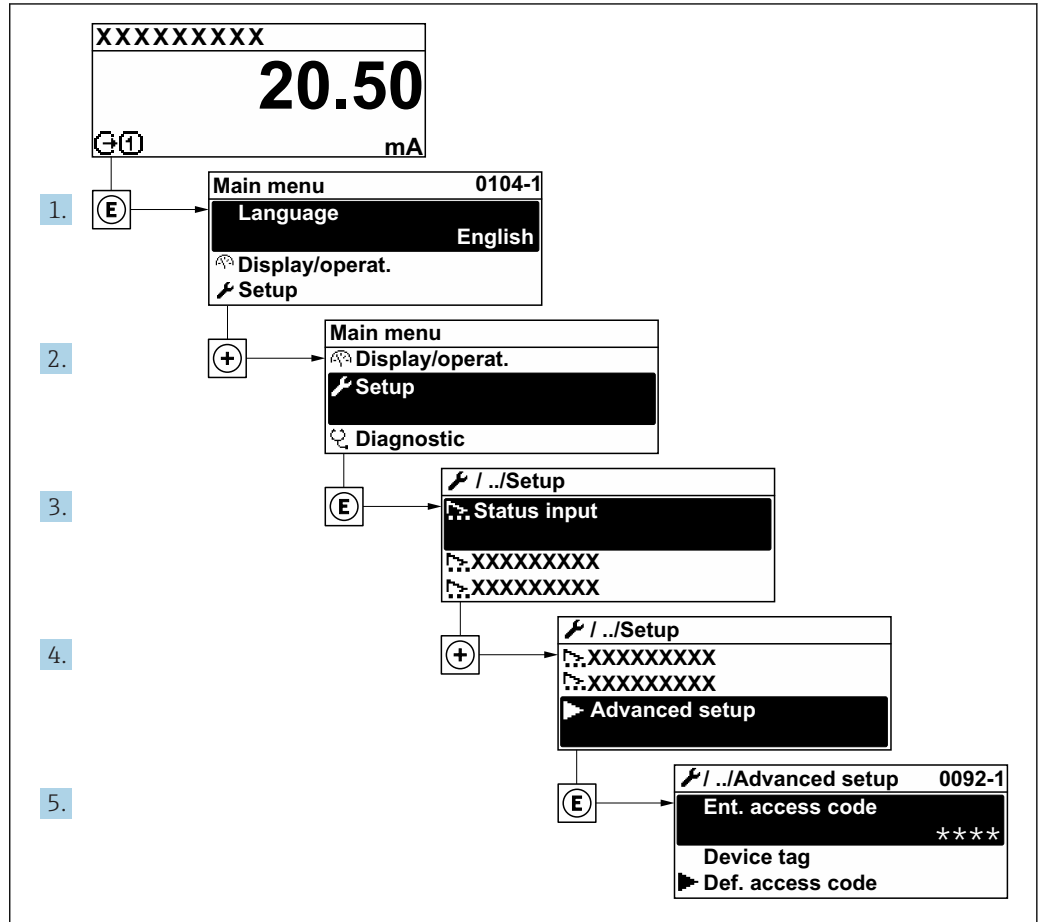 XXXXXXXXX
20.50
mA
1.
E
Main menu 0104-1
Language
English
Display/operat.
Setup
2.
+
Main menu
Display/operat.
Setup
Diagnostic
3.
E
/ ../Setup
Status input
XXXXXXXXX
XXXXXXXXX
4.
+
/ ../Setup
XXXXXXXXX
XXXXXXXXX
Advanced setup
5.
E
/ ../Advanced setup 0092-1
Ent. access code
****
Device tag
Def. access code